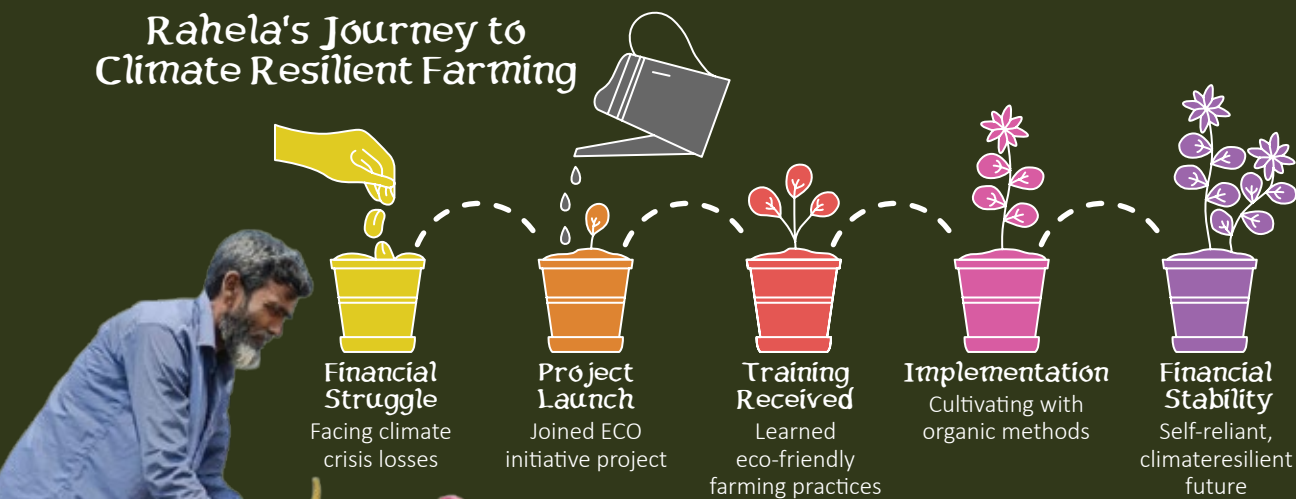 Rahela's Journey to
Climate Resilient Farming
Financial
Struggle
Facing climate
crisis losses
Project
Launch
Joined ECO
initiative project
Training
Received
Learned
eco-friendly
farming practices
Implementation
Cultivating with
organic methods
Financial
Stability
Self-reliant,
climateresilient
future